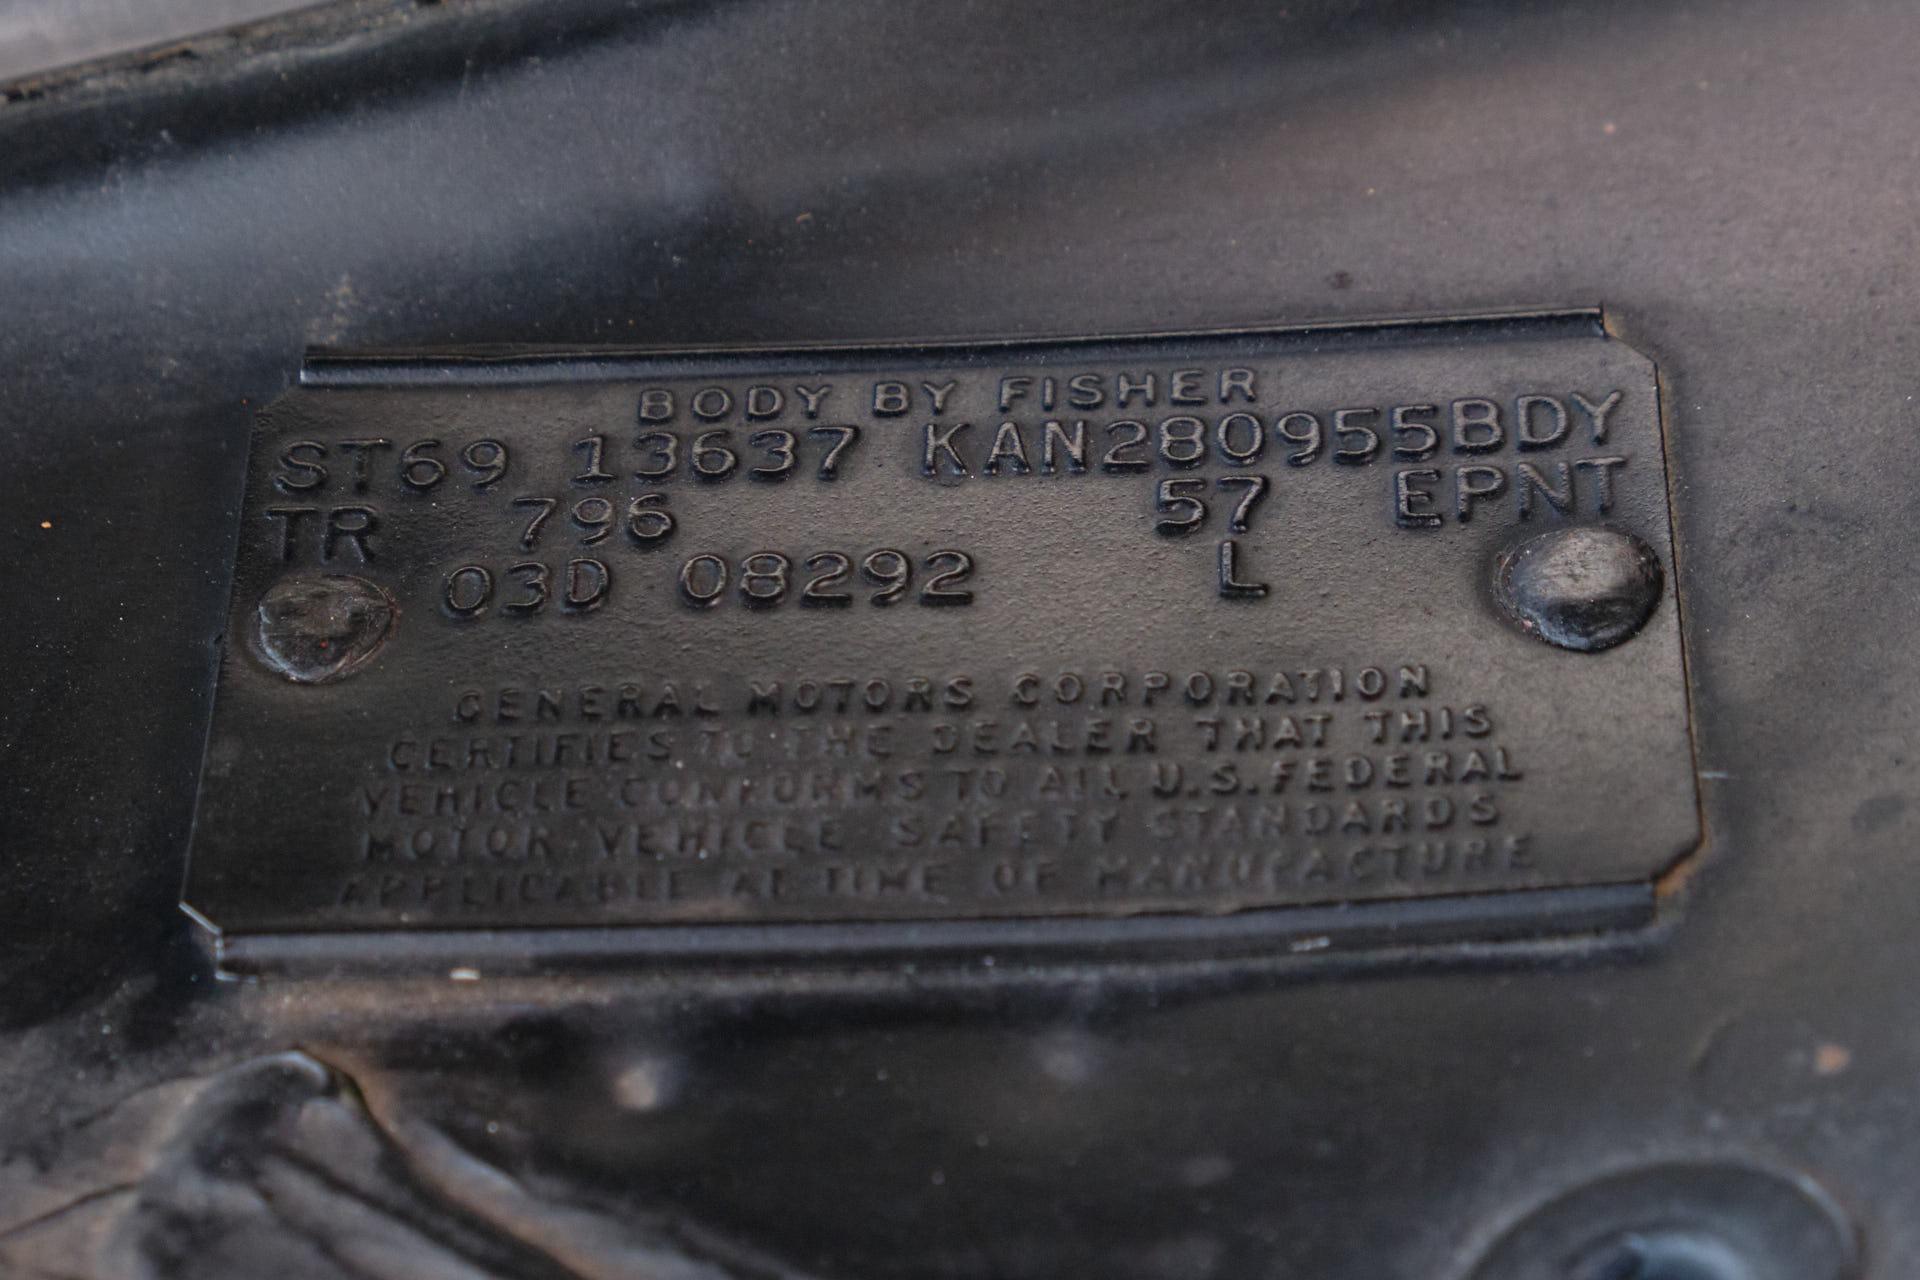 BODY BY FISHER
ST69 13637 KAN280955BDY
TR 796 57 EPNT
03D 08292 L
GENERAL MOTORS CORPORATION
CERTIFIES TO THE DEALER THAT THIS
VEHICLE CONFORMS TO ALL U.S. FEDERAL
MOTOR VEHICLE SAFETY STANDARDS
APPLICABLE AT TIME OF MANUFACTURE